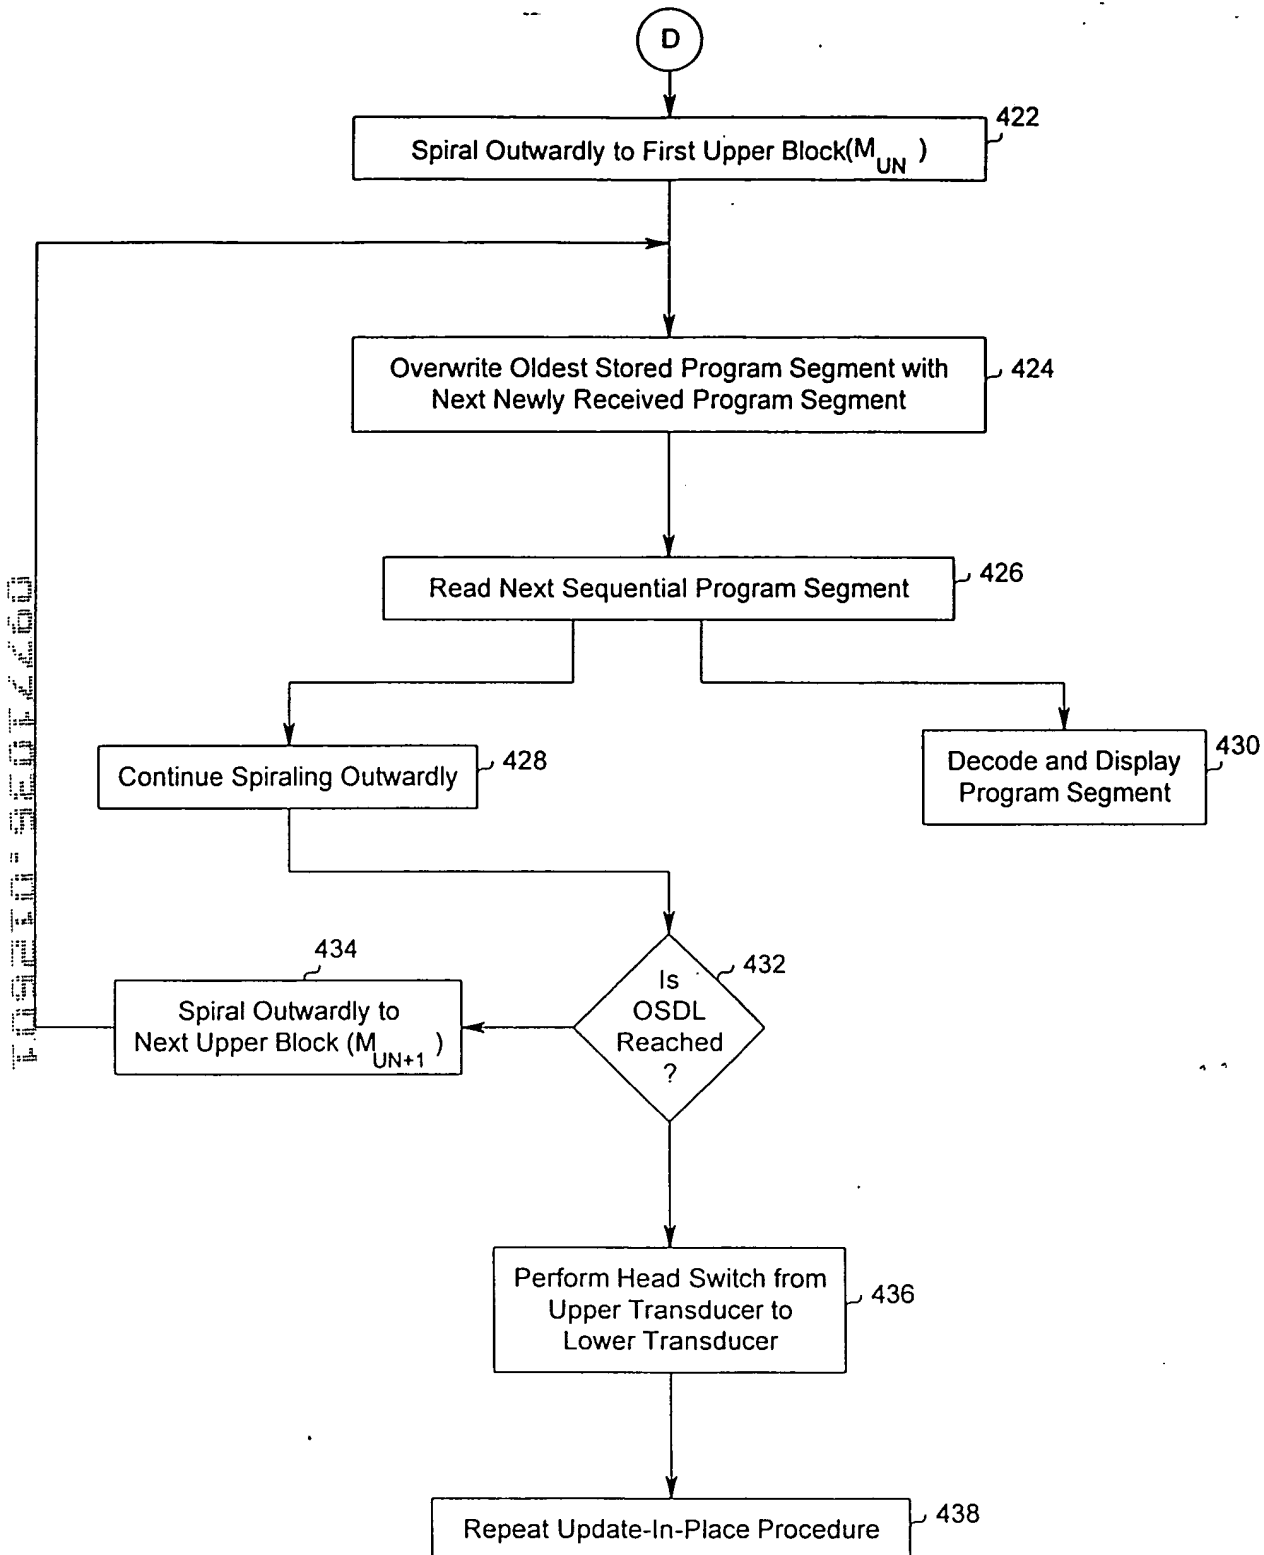 D
422
Spiral Outwardly to First Upper Block(M UN )
Overwrite Oldest Stored Program Segment with
Next Newly Received Program Segment
424
Read Next Sequential Program Segment
426
Continue Spiraling Outwardly
428
Decode and Display
Program Segment
430
Is
OSDL
Reached
?
432
434
Spiral Outwardly to
Next Upper Block (M UN+1 )
Perform Head Switch from
Upper Transducer to
Lower Transducer
436
Repeat Update-In-Place Procedure
438